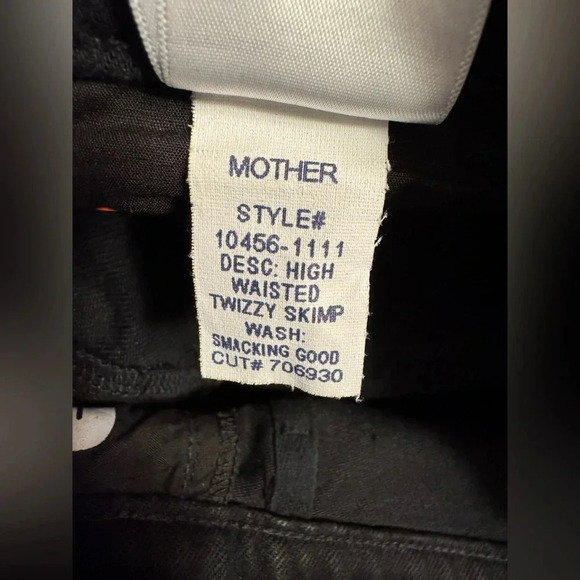 MOTHER
STYLE#
10456-1111
DESC: HIGH
WAISTED
TWIZZY SKIMP
WASH:
SMACKING GOOD
CUT# 706930